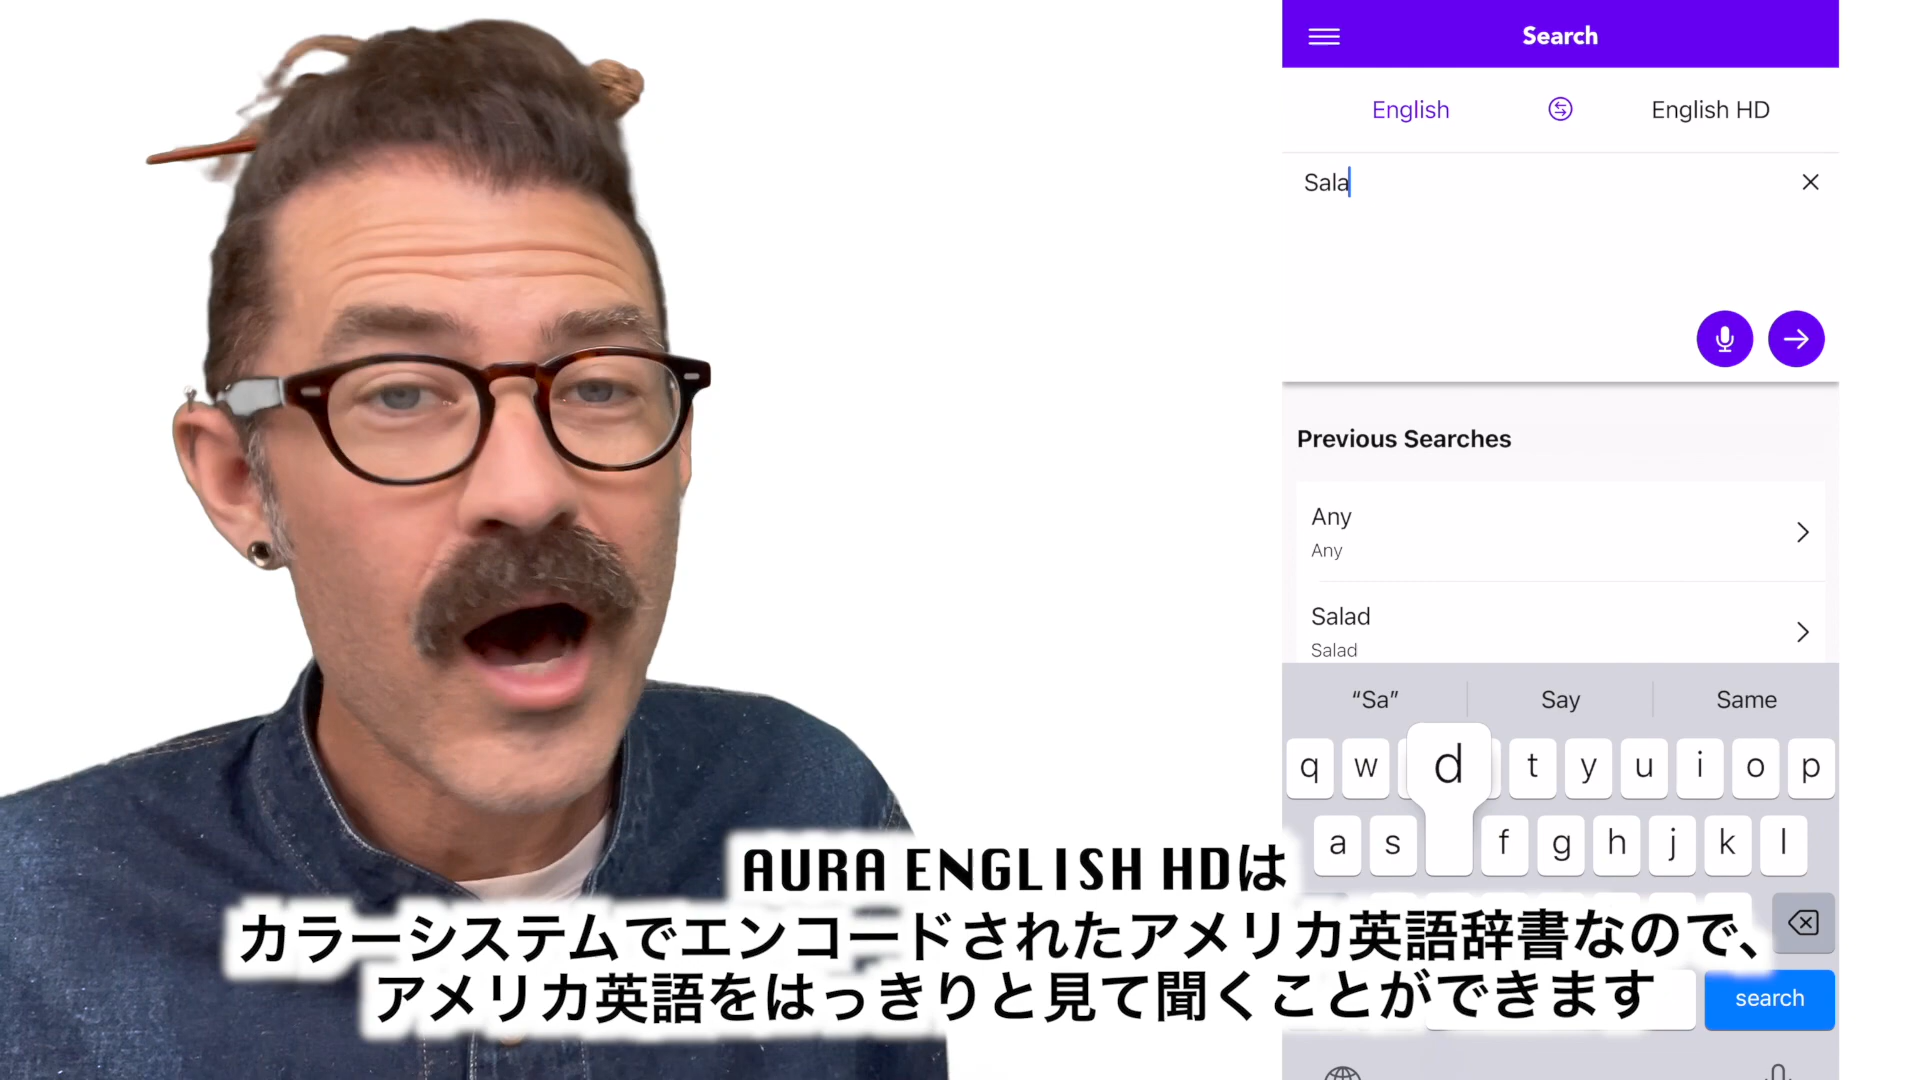 Search
English
English HD
Sala
Previous Searches
Any
Any
Salad
Salad
“Sa”
Say
Same
q w d t y u i o p
a s f g h j k l
search
AURA ENGLISH HDは
カラーシステムでエンコードされたアメリカ英語辞書なので、
アメリカ英語をはっきりと見て聞くことができます